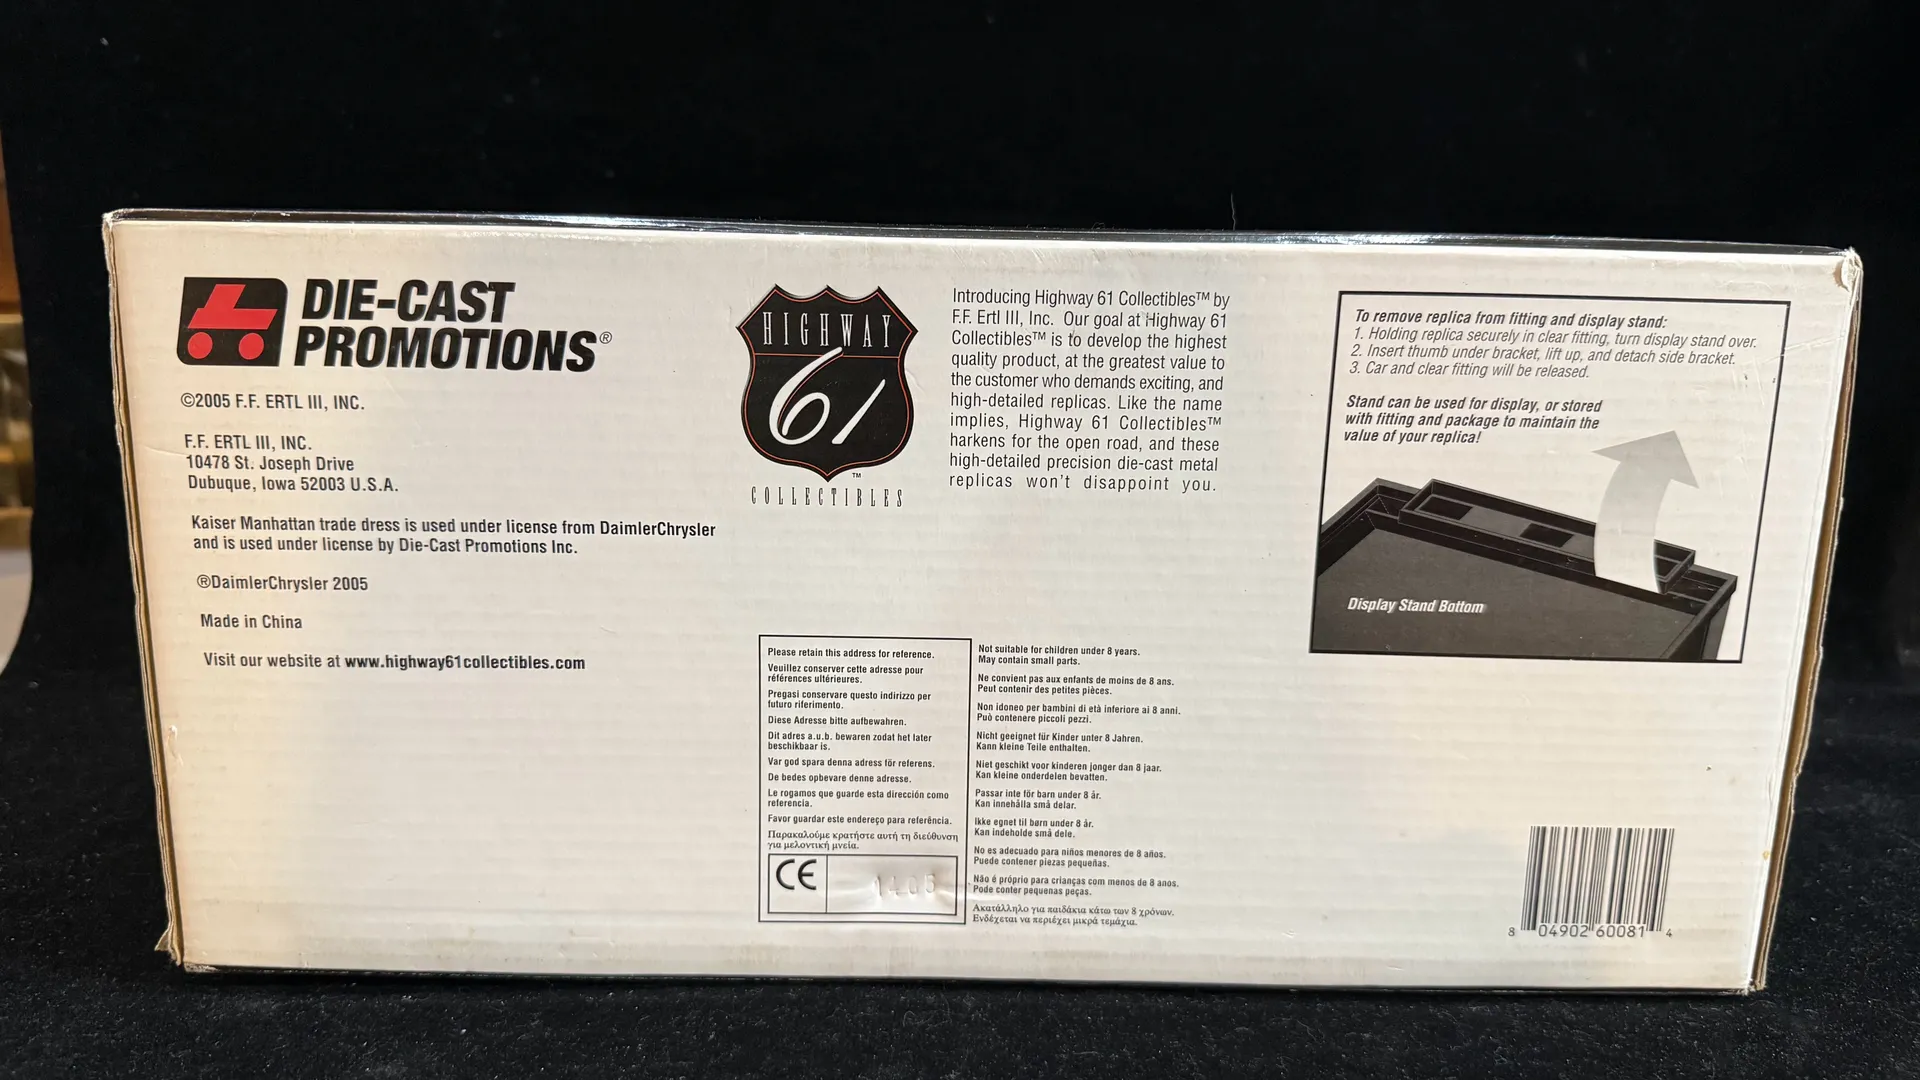 DIE-CAST
PROMOTIONS®
©2005 F.F. ERTL III, INC.
F.F. ERTL III, INC.
10478 St. Joseph Drive
Dubuque, Iowa 52003 U.S.A.
Kaiser Manhattan trade dress is used under license from DaimlerChrysler
and is used under license by Die-Cast Promotions Inc.
®DaimlerChrysler 2005
Made in China
Visit our website at www.highway61collectibles.com
HIGHWAY
61
™
COLLECTIBLES
Introducing Highway 61 Collectibles™ by
F.F. Ertl III, Inc. Our goal at Highway 61
Collectibles™ is to develop the highest
quality product, at the greatest value to
the customer who demands exciting, and
high-detailed replicas. Like the name
implies, Highway 61 Collectibles™
harkens for the open road, and these
high-detailed precision die-cast metal
replicas won't disappoint you.
To remove replica from fitting and display stand:
1. Holding replica securely in clear fitting, turn display stand over.
2. Insert thumb under bracket, lift up, and detach side bracket.
3. Car and clear fitting will be released.
Stand can be used for display, or stored
with fitting and package to maintain the
value of your replica!
Display Stand Bottom
Please retain this address for reference.
Veuillez conserver cette adresse pour
références ultérieures.
Pregasi conservare questo indirizzo per
futuro riferimento.
Diese Adresse bitte aufbewahren.
Dit adres a.u.b. bewaren zodat het later
beschikbaar is.
Var god spara denna adress för referens.
De bedes opbevare denne adresse.
Le rogamos que guarde esta dirección como
referencia.
Favor guardar este endereço para referência.
Παρακαλούμε κρατήστε αυτή τη διεύθυνση
για μελοντική μνεία.
CE
1405
Not suitable for children under 8 years.
May contain small parts.
Ne convient pas aux enfants de moins de 8 ans.
Peut contenir des petites pièces.
Non idoneo per bambini di età inferiore ai 8 anni.
Può contenere piccoli pezzi.
Nicht geeignet für Kinder unter 8 Jahren.
Kann kleine Teile enthalten.
Niet geschikt voor kinderen jonger dan 8 jaar.
Kan kleine onderdelen bevatten.
Passar inte för barn under 8 år.
Kan innehålla små delar.
Ikke egnet til børn under 8 år.
Kan indeholde små dele.
No es adecuado para niños menores de 8 años.
Puede contener piezas pequeñas.
Não é próprio para crianças com menos de 8 anos.
Pode conter pequenas peças.
Ακατάλληλο για παιδάκια κάτω των 8 χρόνων.
Ενδέχεται να περιέχει μικρά τεμάχια.
8 04902 60081 4